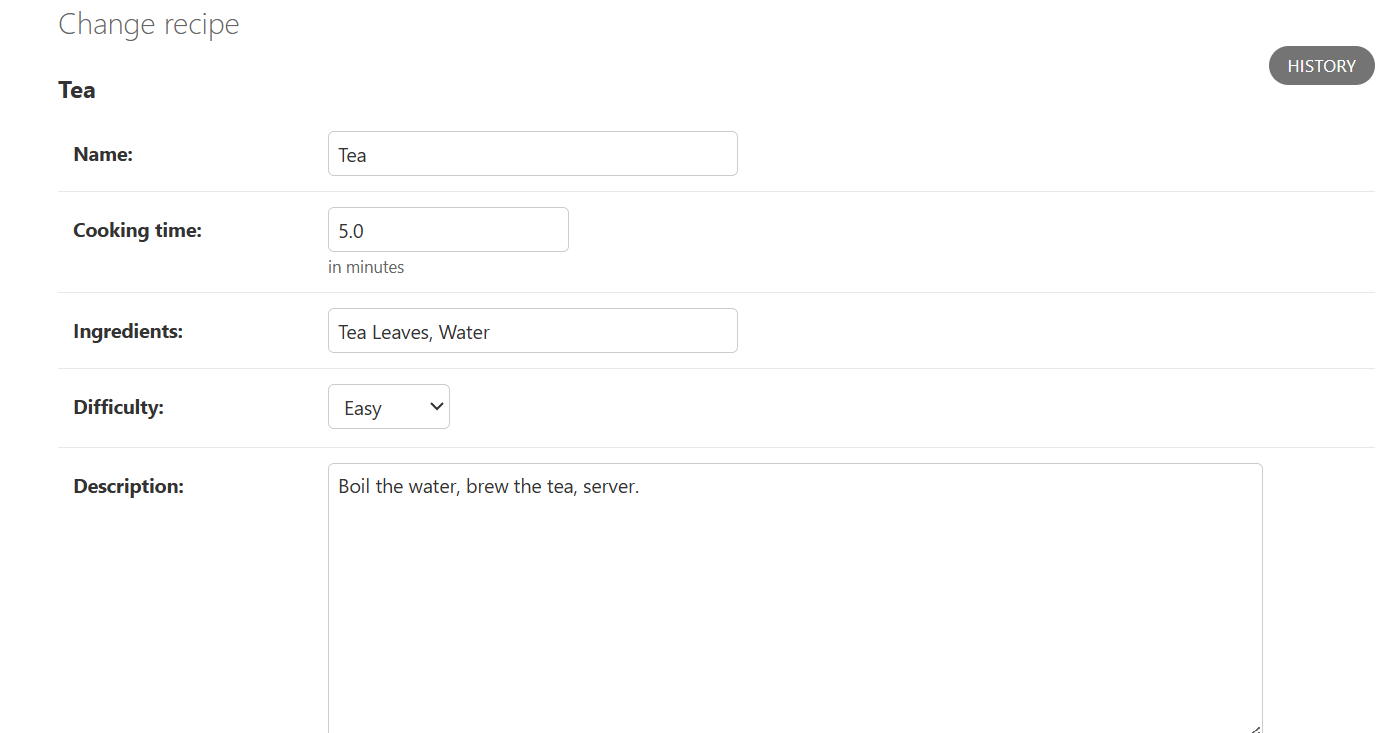 Change recipe
HISTORY
Tea
Name:
Tea
Cooking time:
5.0
in minutes
Ingredients:
Tea Leaves, Water
Difficulty:
Easy
Description:
Boil the water, brew the tea, server.